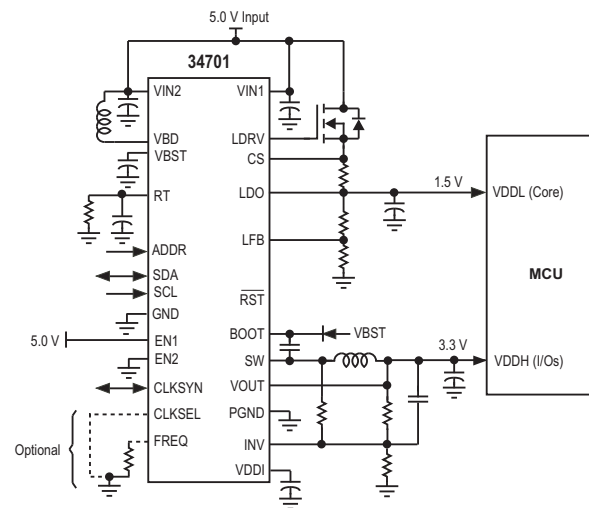 5.0 V Input
34701
VIN2
VIN1
VBD
LDRV
VBST
CS
RT
LDO
1.5 V
VDDL (Core)
ADDR
LFB
SDA
MCU
SCL
RST
GND
BOOT
VBST
5.0 V
EN1
SW
3.3 V
EN2
VDDH (I/Os)
CLKSYN
VOUT
CLKSEL
PGND
Optional
FREQ
INV
VDDI